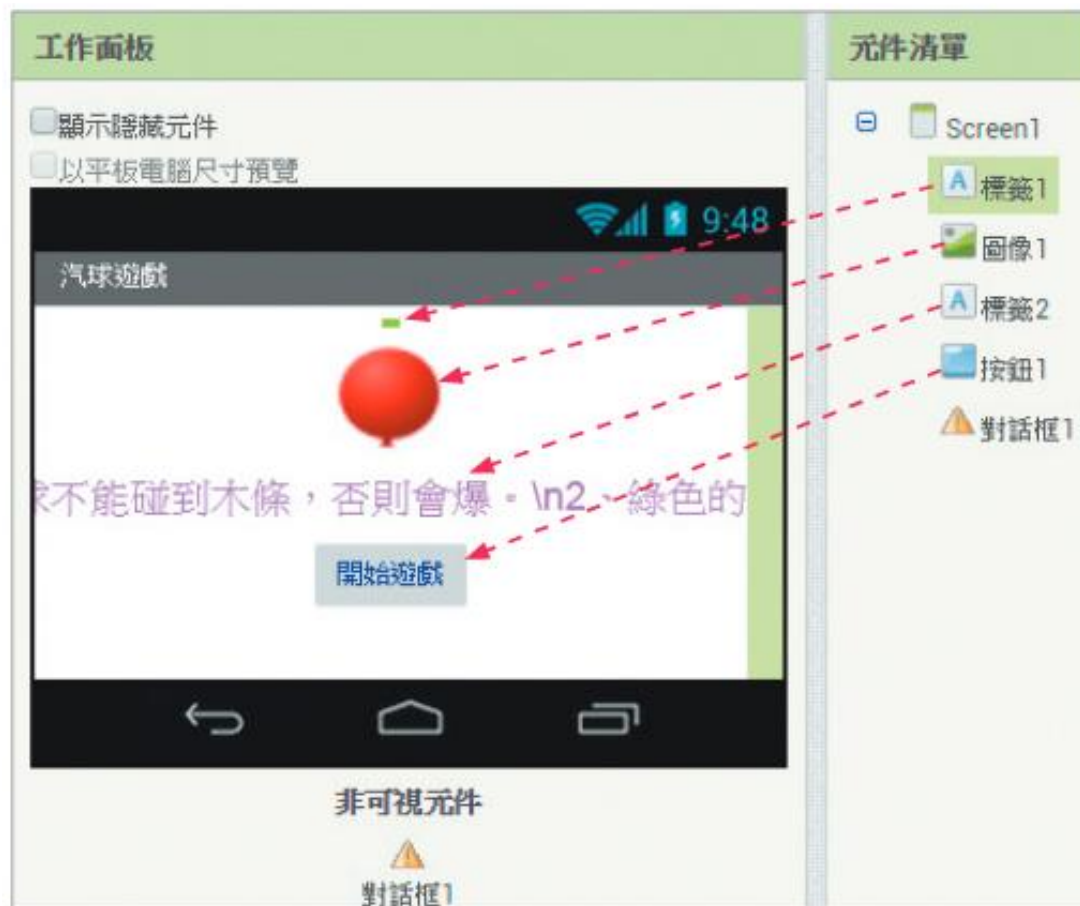 工作面板
顯示隱藏元件
以平板電腦尺寸預覽
9:48
汽球遊戲
球不能碰到木條，否則會爆。\n2、綠色的
開始遊戲
非可視元件
對話框1
元件清單
Screen1
標籤1
圖像1
標籤2
按鈕1
對話框1